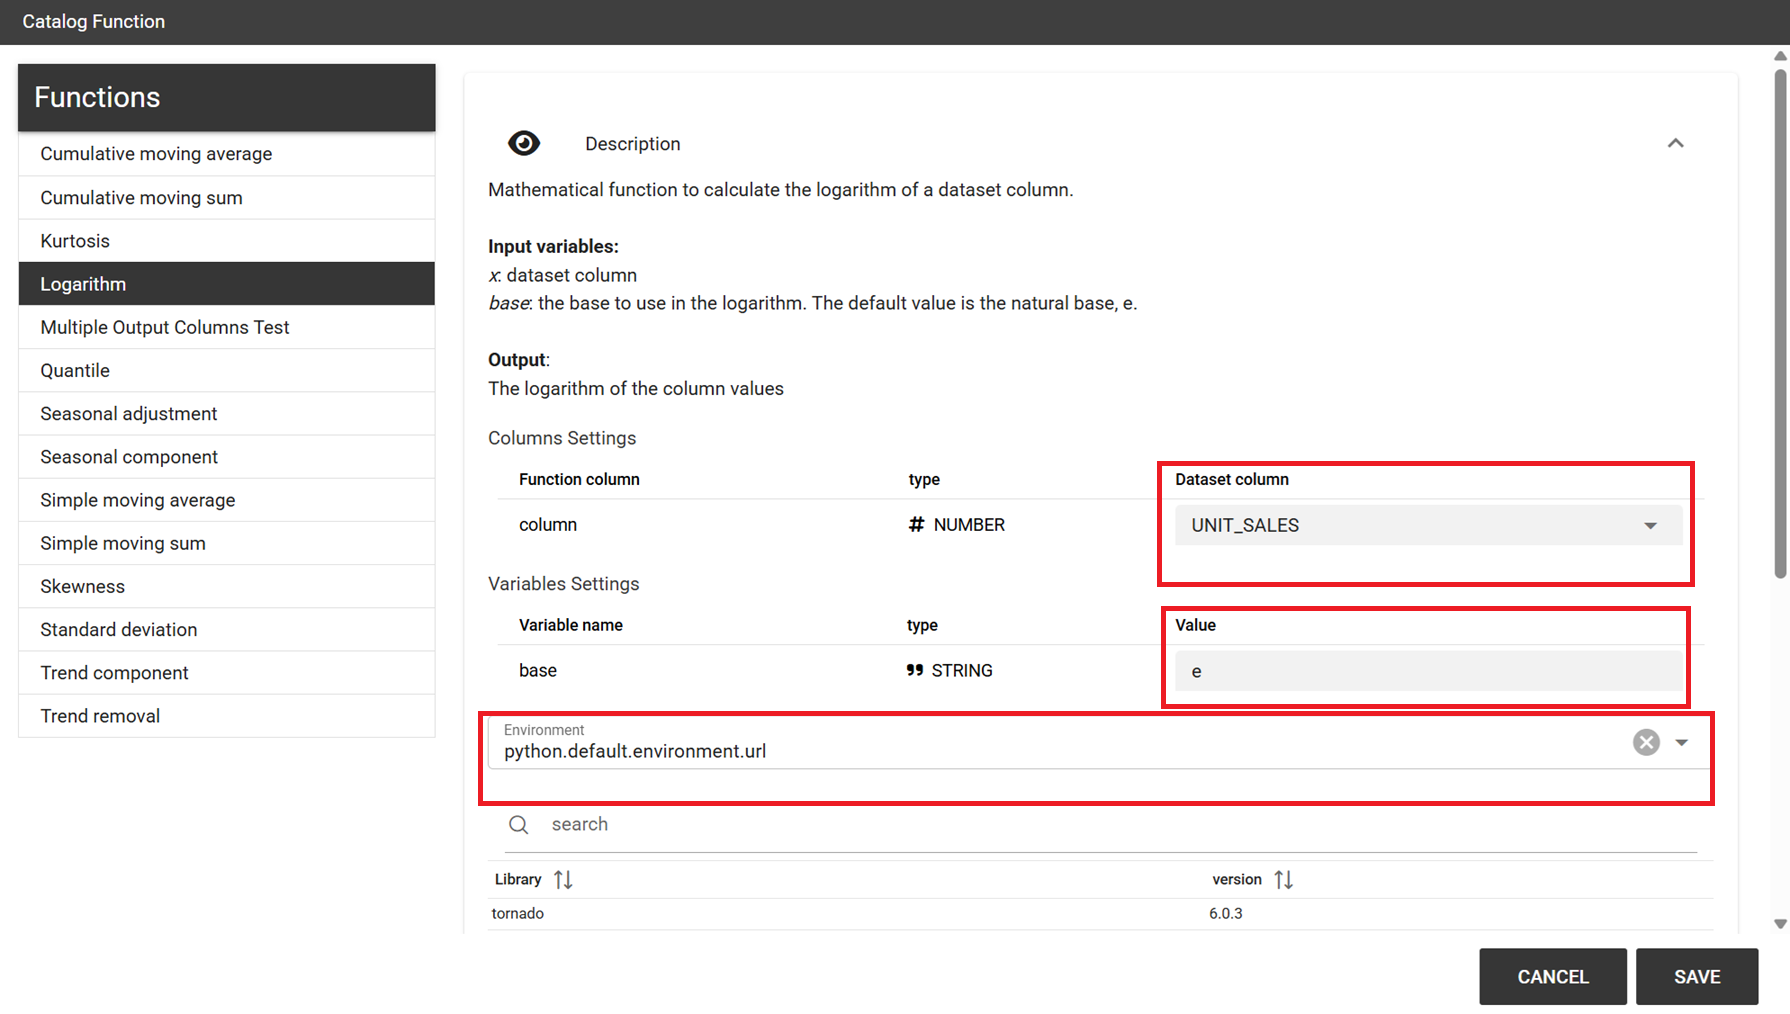 Catalog Function
Functions
Cumulative moving average
Cumulative moving sum
Kurtosis
Logarithm
Multiple Output Columns Test
Quantile
Seasonal adjustment
Seasonal component
Simple moving average
Simple moving sum
Skewness
Standard deviation
Trend component
Trend removal
Description
Mathematical function to calculate the logarithm of a dataset column.
Input variables:
x: dataset column
base: the base to use in the logarithm. The default value is the natural base, e.
Output:
The logarithm of the column values
Columns Settings
Function column type Dataset column
column # NUMBER UNIT_SALES
Variables Settings
Variable name type Value
base STRING e
Environment
python.default.environment.url
search
Library version
tornado 6.0.3
CANCEL SAVE